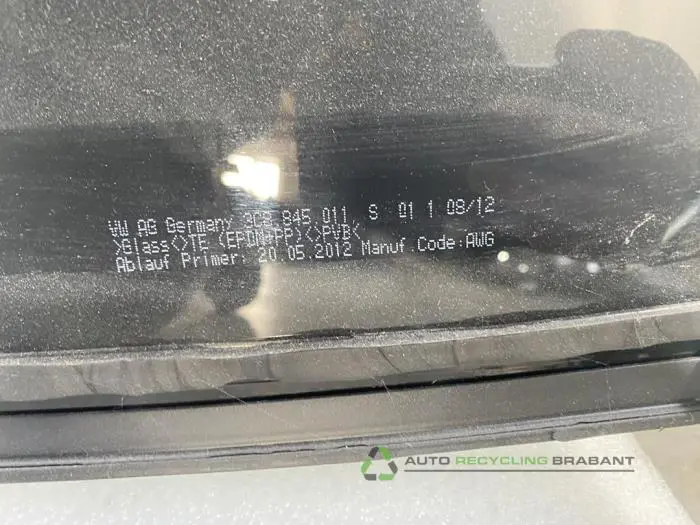 VW AG Germany 3C8 845 011 S 01 1 08/12
>Glass<>TE (EPDM+PP)<>PVB<
Ablauf Primer: 20.05.2012 Manuf.Code:AWG
AUTO RECYCLING BRABANT